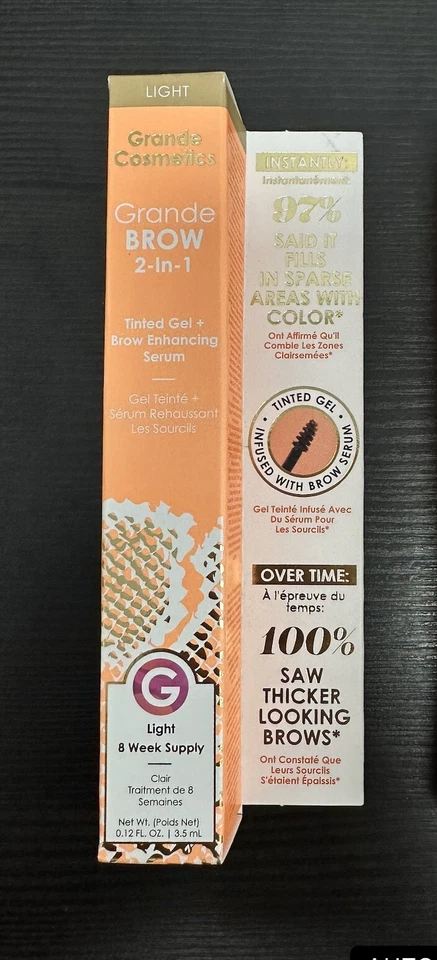 LIGHT
Grande
Cosmetics
Grande
BROW
2-In-1
Tinted Gel +
Brow Enhancing
Serum
Gel Teinté +
Sérum Rehaussant
Les Sourcils
G
Light
8 Week Supply
Clair
Traitment de 8
Semaines
Net Wt. (Poids Net)
0.12 FL. OZ. | 3.5 mL
INSTANTLY:
Instantanément:
97%
SAID IT
FILLS
IN SPARSE
AREAS WITH
COLOR*
Ont Affirmé Qu'il
Comble Les Zones
Clairsemées*
TINTED GEL •
INFUSED WITH BROW SERUM •
Gel Teinté Infusé Avec
Du Sérum Pour
Les Sourcils*
OVER TIME:
À l'épreuve du
temps:
100%
SAW
THICKER
LOOKING
BROWS*
Ont Constaté Que
Leurs Sourcils
S'étaient Épaissis*